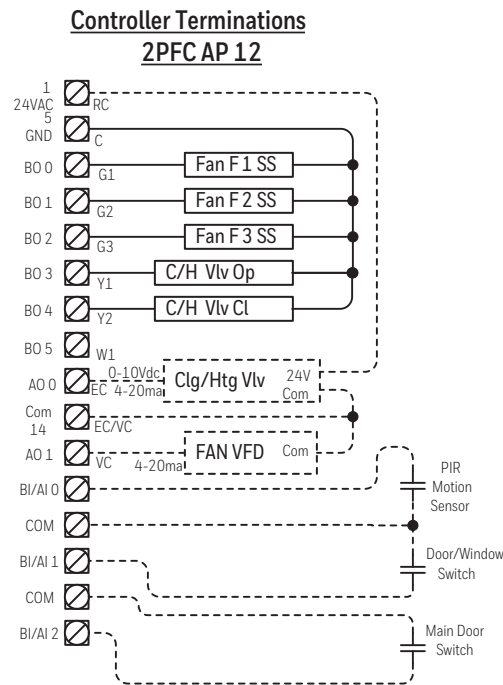 Controller Terminations
2PFC AP 12
1
24VAC
RC
5
GND
C
BO 0
G1
Fan F 1 SS
BO 1
G2
Fan F 2 SS
BO 2
G3
Fan F 3 SS
BO 3
Y1
C/H Vlv Op
BO 4
Y2
C/H Vlv Cl
BO 5
W1
AO 0
EC
0-10Vdc
4-20ma
Clg/Htg Vlv
24V
Com
Com
14
EC/VC
AO 1
VC
4-20ma
FAN VFD
Com
BI/AI 0
PIR
Motion
Sensor
COM
BI/AI 1
Door/Window
Switch
COM
BI/AI 2
Main Door
Switch